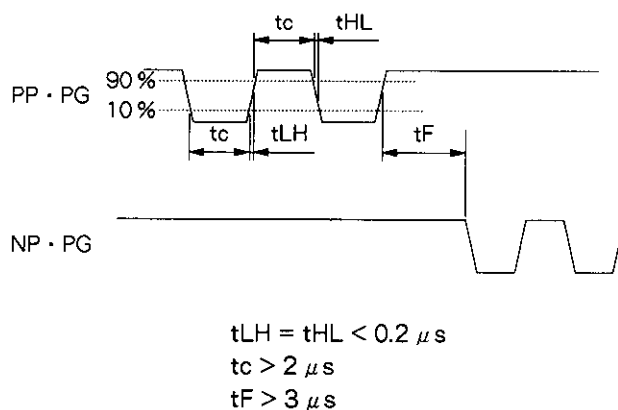 tc tHL
90 %
PP・PG
10 %
tc tLH tF
NP・PG
tLH = tHL < 0.2 μs
tc > 2 μs
tF > 3 μs